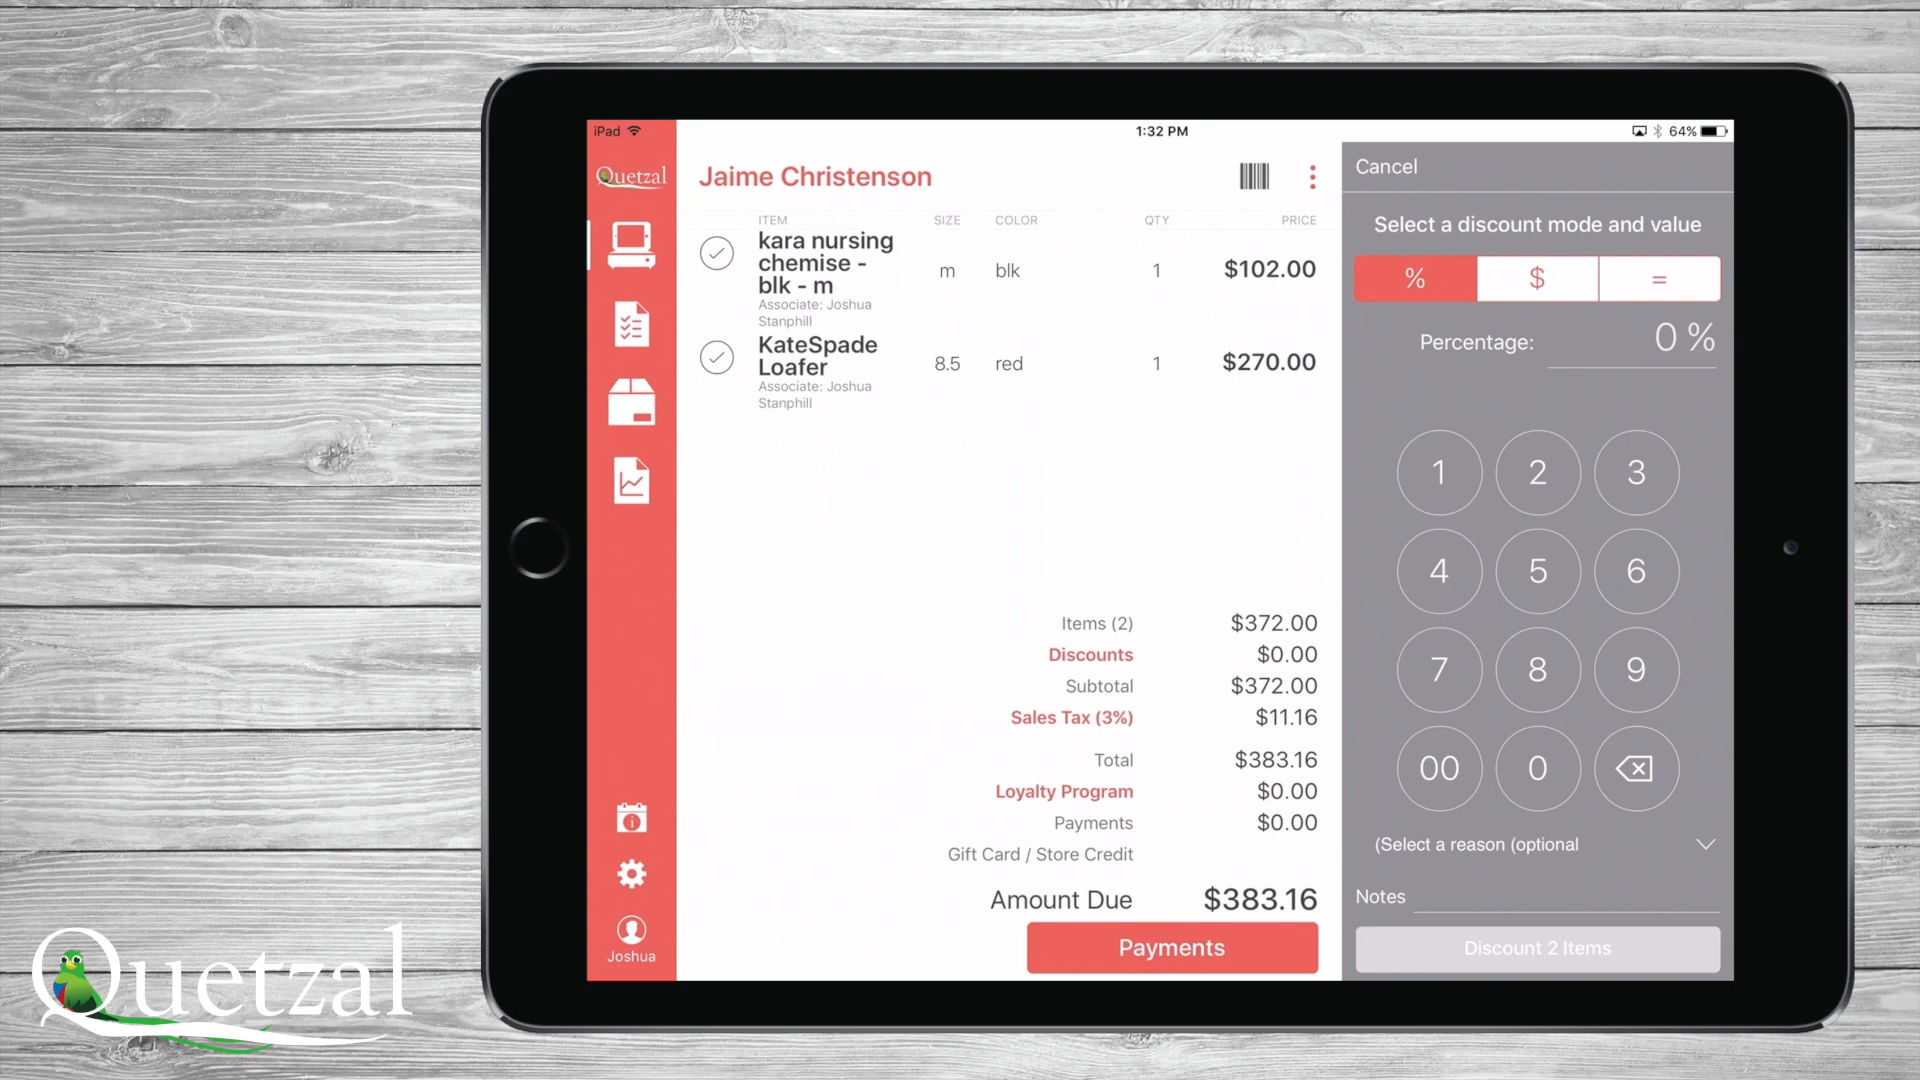 iPad
1:32 PM
64%
Quetzal
Jaime Christenson
ITEM SIZE COLOR QTY PRICE
kara nursing
chemise -
blk - m
m blk 1 $102.00
Associate: Joshua
Stanphill
KateSpade
Loafer
8.5 red 1 $270.00
Associate: Joshua
Stanphill
Items (2) $372.00
Discounts $0.00
Subtotal $372.00
Sales Tax (3%) $11.16
Total $383.16
Loyalty Program $0.00
Payments $0.00
Gift Card / Store Credit
Amount Due $383.16
Payments
Joshua
Cancel
Select a discount mode and value
% $ =
Percentage: 0 %
1 2 3
4 5 6
7 8 9
00 0
(Select a reason (optional
Notes
Discount 2 Items
Quetzal